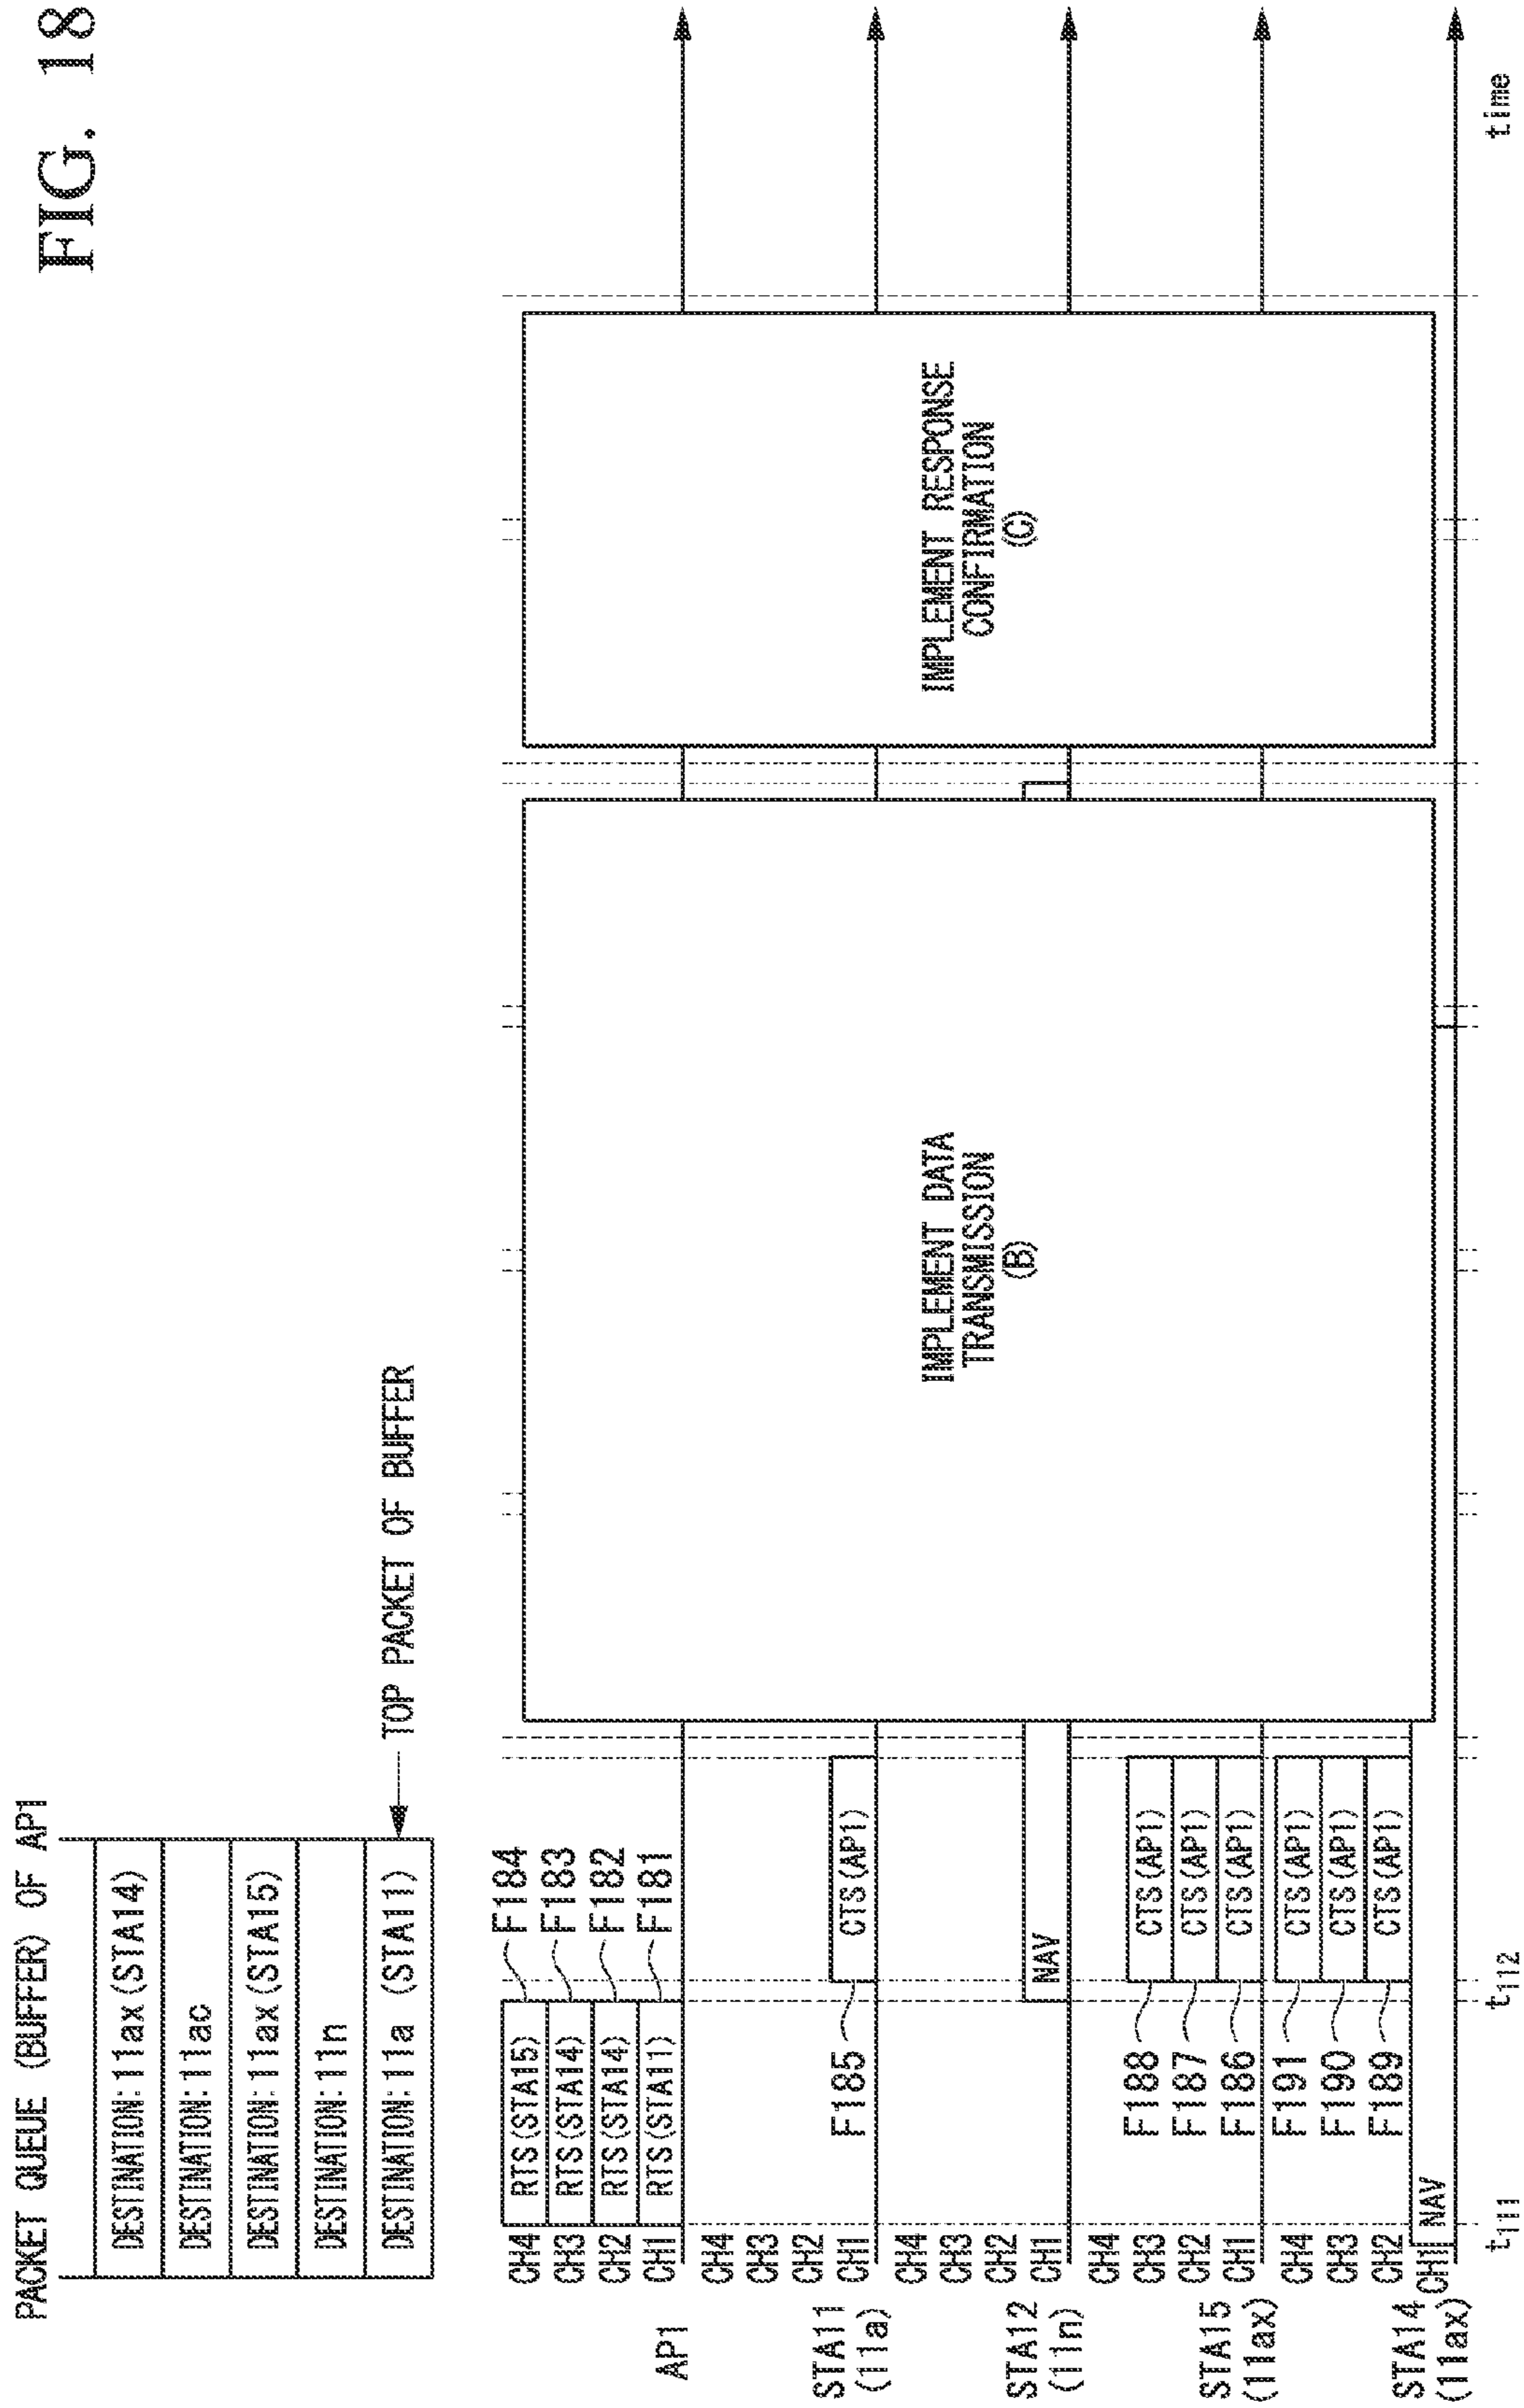 FIG. 18
PACKET QUEUE (BUFFER) OF AP1
DESTINATION:11ax(STA14)
DESTINATION:11ac
DESTINATION:11ax(STA15)
DESTINATION:11n
DESTINATION:11a (STA11)
TOP PACKET OF BUFFER
AP1
CH4
CH3
CH2
CH1
RTS(STA15)
RTS(STA14)
RTS(STA14)
RTS(STA11)
F184
F183
F182
F181
STA11
(11a)
CH4
CH3
CH2
CH1
F185
CTS(AP1)
STA12
(11n)
CH4
CH3
CH2
CH1
NAV
STA15
(11ax)
CH4
CH3
CH2
CH1
F188
F187
F186
CTS(AP1)
CTS(AP1)
CTS(AP1)
STA14
(11ax)
CH4
CH3
CH2
CH1
F191
F190
F189
CTS(AP1)
CTS(AP1)
CTS(AP1)
NAV
IMPLEMENT DATA
TRANSMISSION
(B)
IMPLEMENT RESPONSE
CONFIRMATION
(C)
t111
t112
time